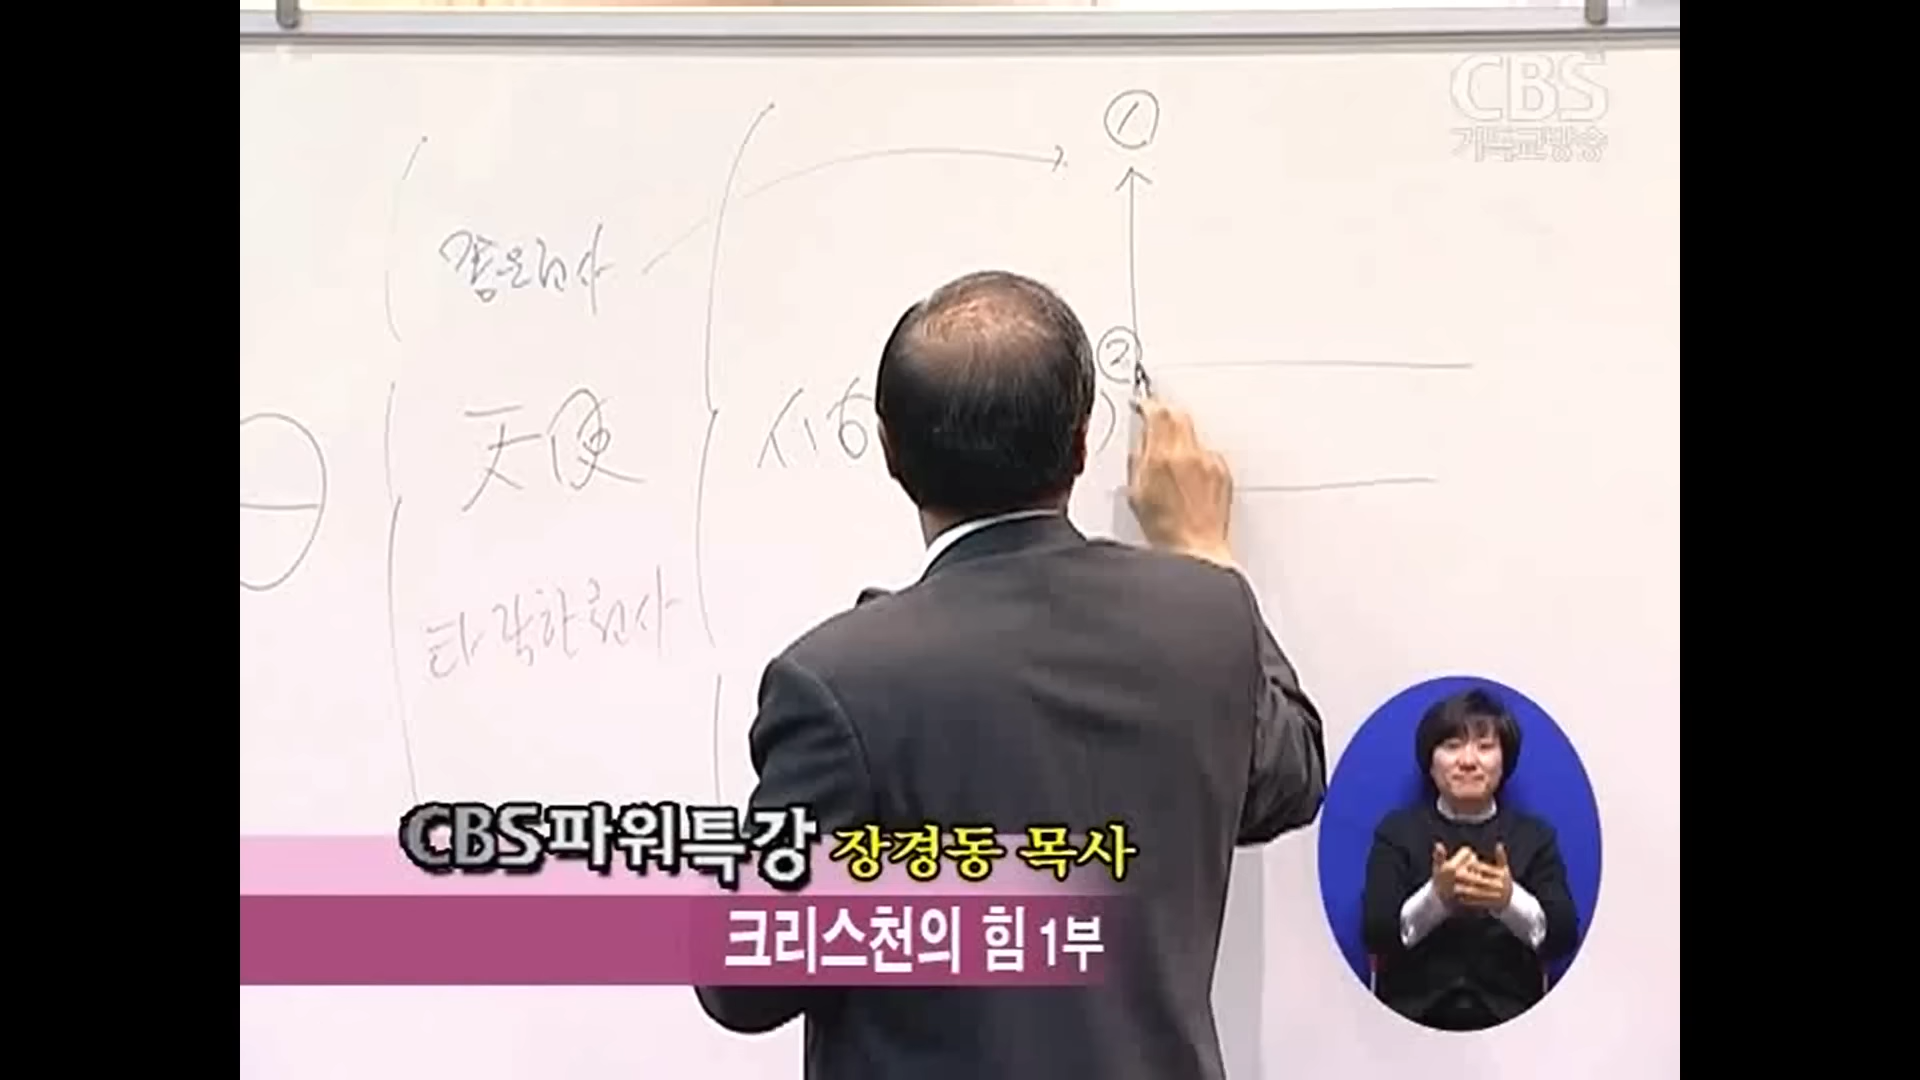 CBS
기독교방송
①
좋은천사
②
天使
시험
타락한천사
CBS파워특강 장경동 목사
크리스천의 힘 1부